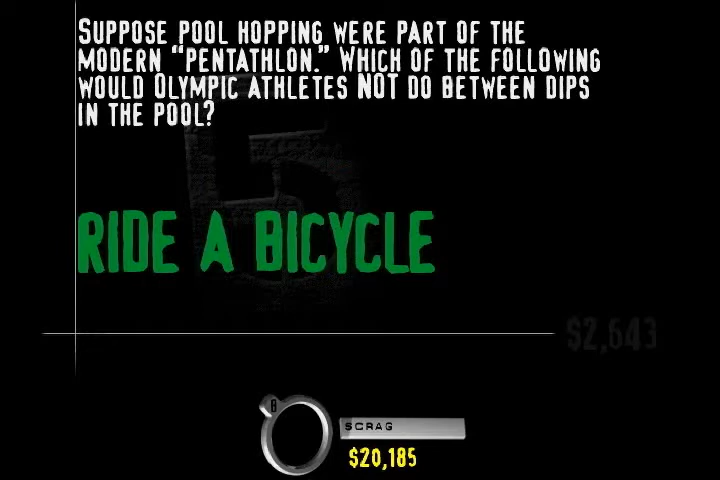 SUPPOSE POOL HOPPING WERE PART OF THE
MODERN “PENTATHLON.” WHICH OF THE FOLLOWING
WOULD OLYMPIC ATHLETES NOT DO BETWEEN DIPS
IN THE POOL?
RIDE A BICYCLE
$2,643
B
SCRAG
$20,185